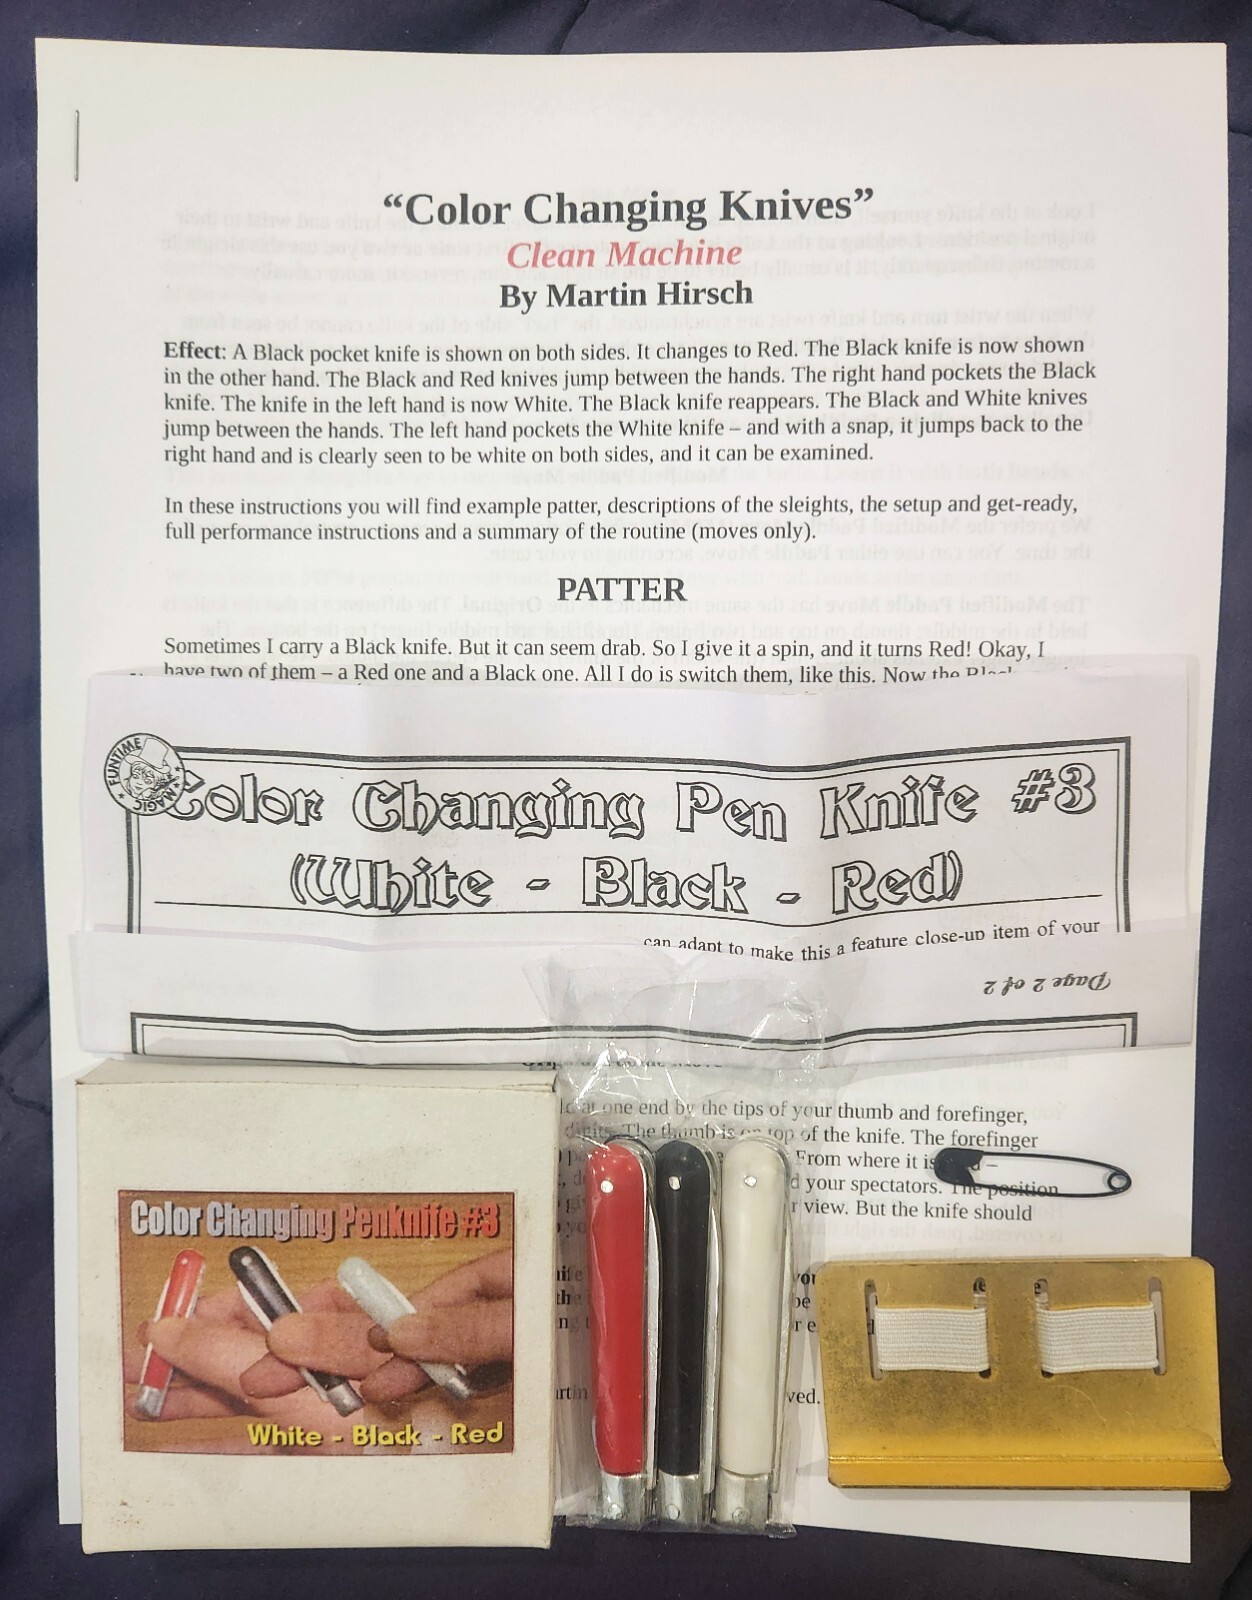 “Color Changing Knives”
Clean Machine
By Martin Hirsch
Effect: A Black pocket knife is shown on both sides. It changes to Red. The Black knife is now shown
in the other hand. The Black and Red knives jump between the hands. The right hand pockets the Black
knife. The knife in the left hand is now White. The Black knife reappears. The Black and White knives
jump between the hands. The left hand pockets the White knife – and with a snap, it jumps back to the
right hand and is clearly seen to be white on both sides, and it can be examined.
In these instructions you will find example patter, descriptions of the sleights, the setup and get-ready,
full performance instructions and a summary of the routine (moves only).
PATTER
Sometimes I carry a Black knife. But it can seem drab. So I give it a spin, and it turns Red! Okay, I
have two of them – a Red one and a Black one. All I do is switch them, like this. Now the
FUNTIME MAGIC
Color Changing Pen Knife #3
(White - Black - Red)
can adapt to make this a feature close-up item of your
Page 2 of 2
at one end by the tips of your thumb and forefinger,
The thumb is on top of the knife. The forefinger
From where it is
your spectators. The position
view. But the knife should
ved.
Color Changing Penknife #3
White - Black - Red